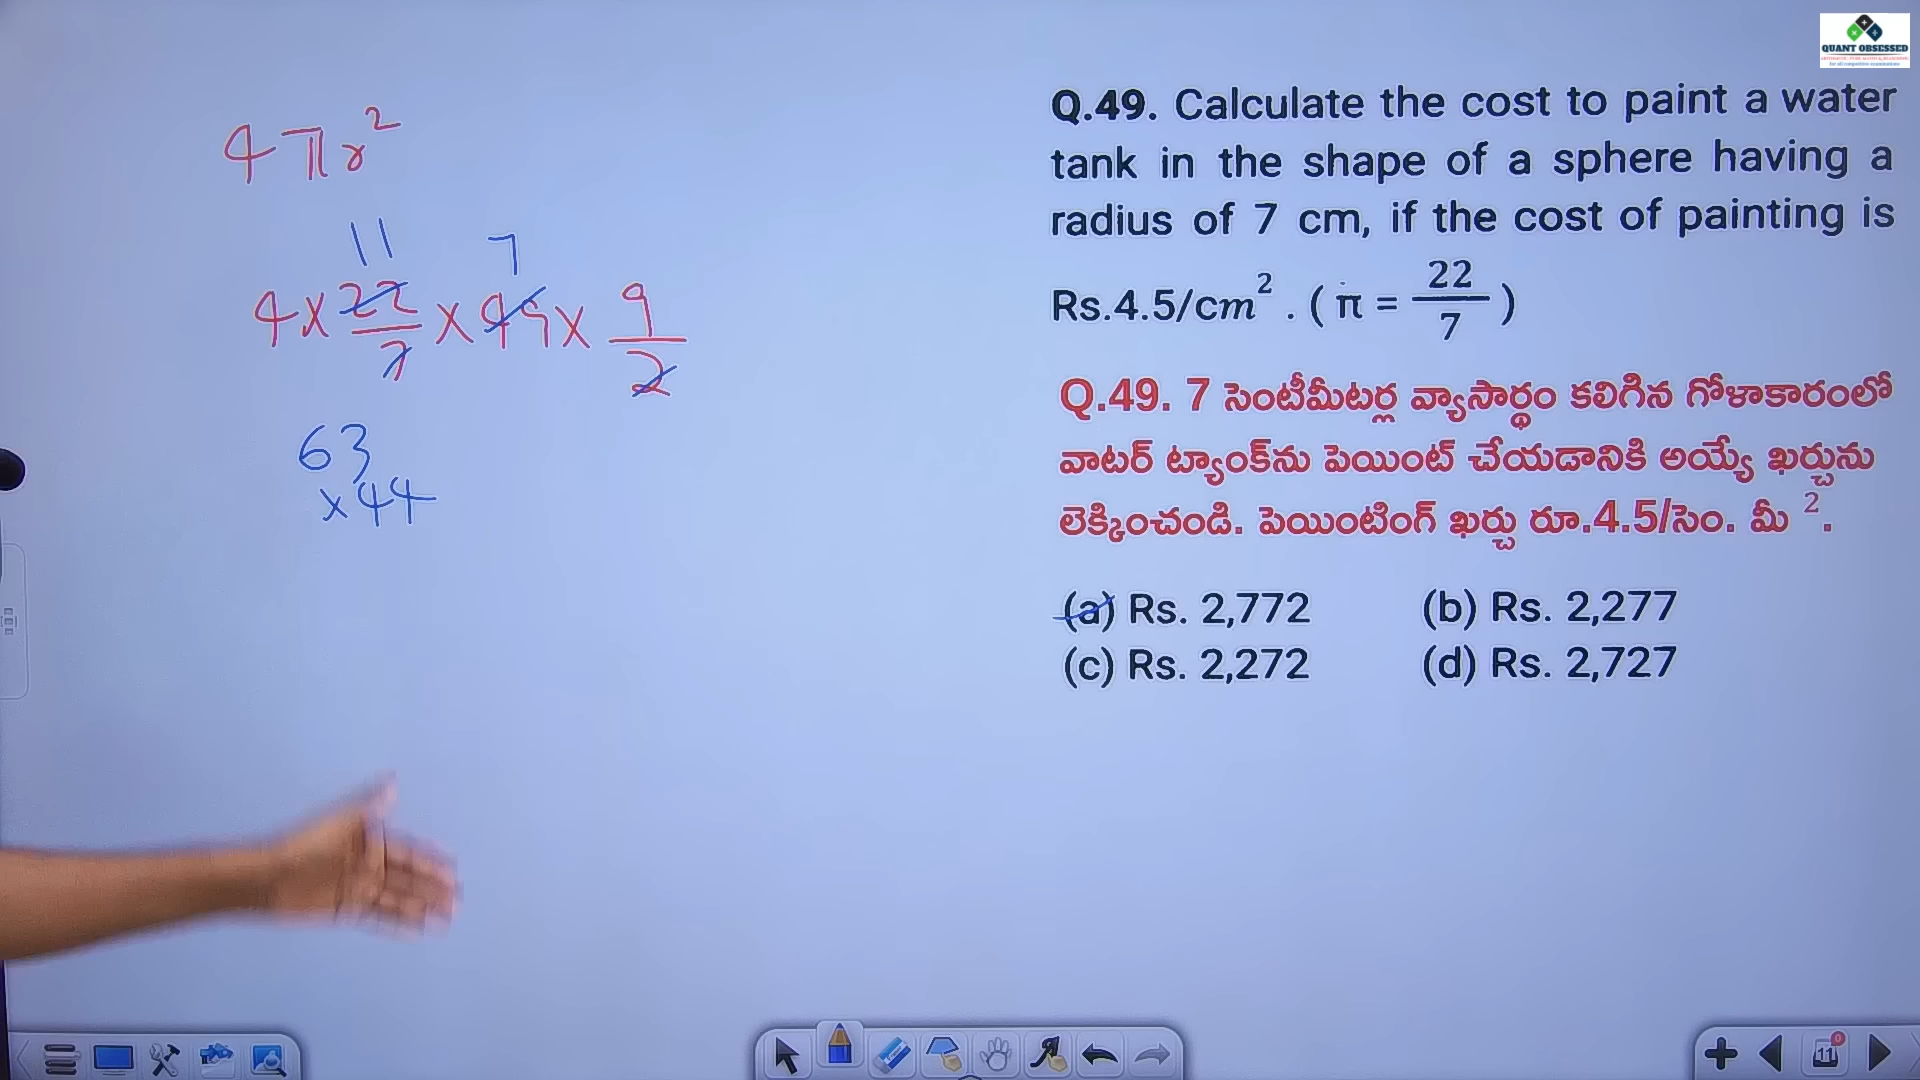 QUANT OBSESSED
4πr²
11 7
4 × 22/7 × 49 × 9/2
63
×44
Q.49. Calculate the cost to paint a water
tank in the shape of a sphere having a
radius of 7 cm, if the cost of painting is
Rs.4.5/cm² . ( π = 22/7 )
Q.49. 7 సెంటీమీటర్ల వ్యాసార్థం కలిగిన గోళాకారంలో
వాటర్ ట్యాంక్‌ను పెయింట్ చేయడానికి అయ్యే ఖర్చును
లెక్కించండి. పెయింటింగ్ ఖర్చు రూ.4.5/సెం. మీ ².
(a) Rs. 2,772 (b) Rs. 2,277
(c) Rs. 2,272 (d) Rs. 2,727
11 0